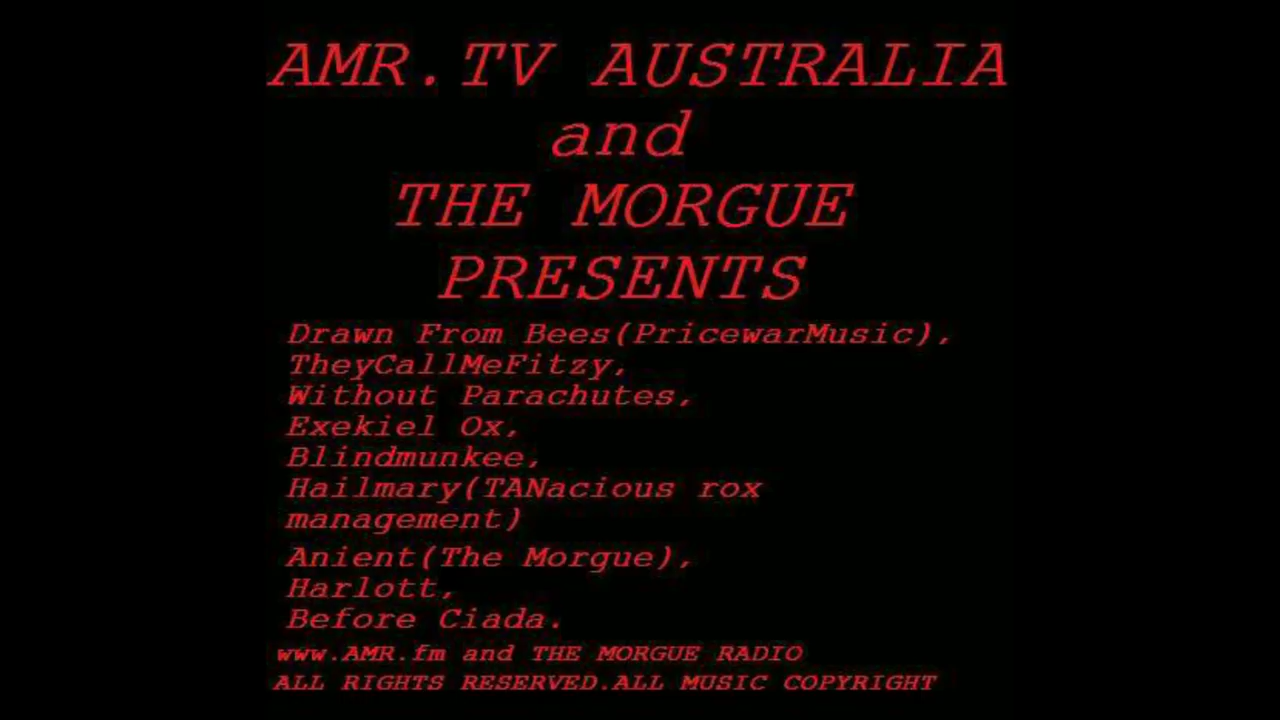 AMR.TV AUSTRALIA
and
THE MORGUE
PRESENTS
Drawn From Bees(PricewarMusic),
TheyCallMeFitzy,
Without Parachutes,
Exekiel Ox,
Blindmunkee,
Hailmary(TANacious rox
management)
Anient(The Morgue),
Harlott,
Before Ciada.
www.AMR.fm and THE MORGUE RADIO
ALL RIGHTS RESERVED.ALL MUSIC COPYRIGHT